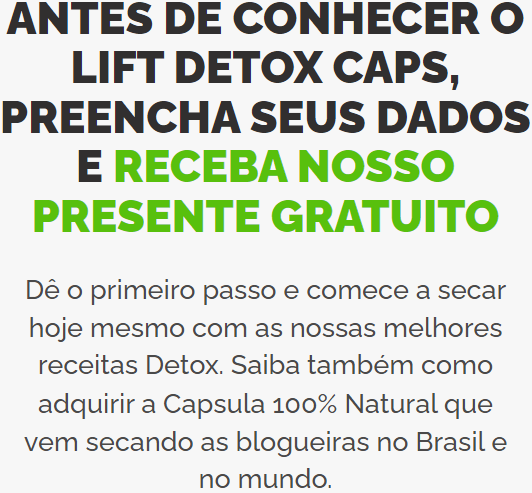 ANTES DE CONHECER O
LIFT DETOX CAPS,
PREENCHA SEUS DADOS
E RECEBA NOSSO
PRESENTE GRATUITO
Dê o primeiro passo e comece a secar
hoje mesmo com as nossas melhores
receitas Detox. Saiba também como
adquirir a Capsula 100% Natural que
vem secando as blogueiras no Brasil e
no mundo.